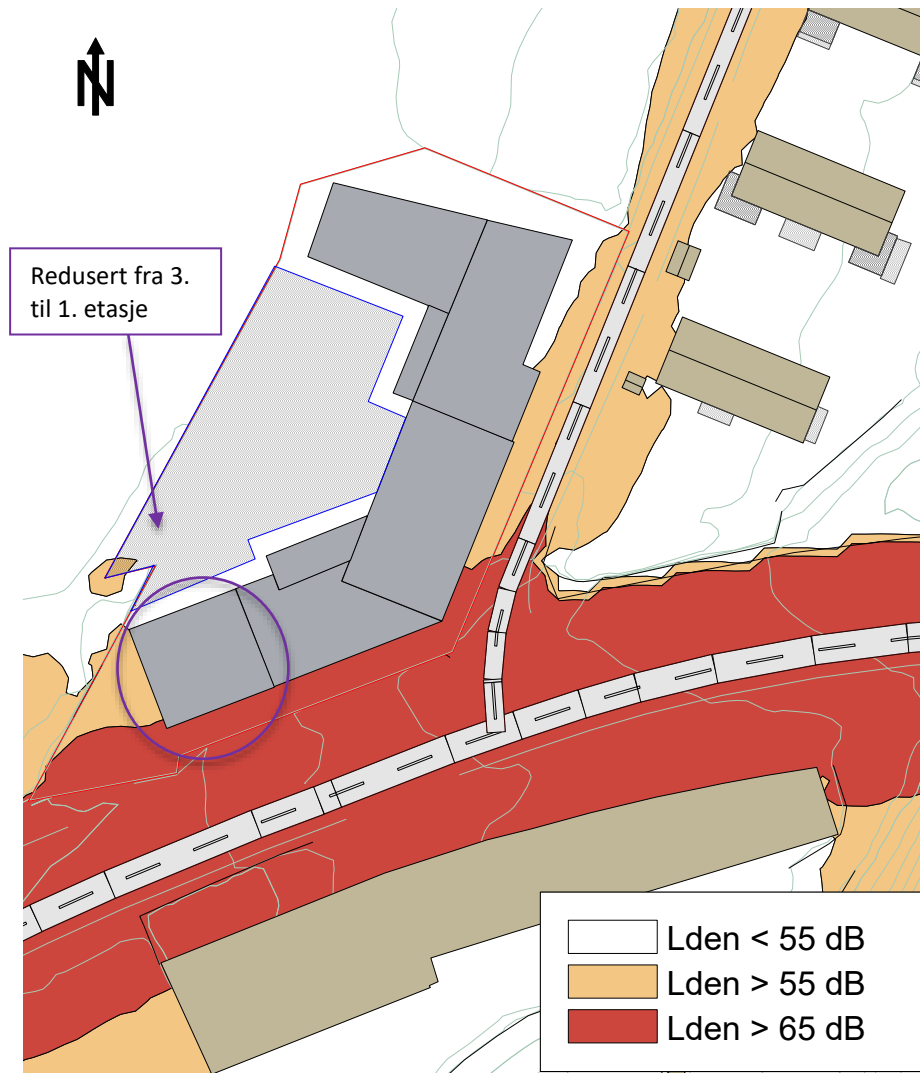 N
Redusert fra 3.
til 1. etasje
Lden < 55 dB
Lden > 55 dB
Lden > 65 dB